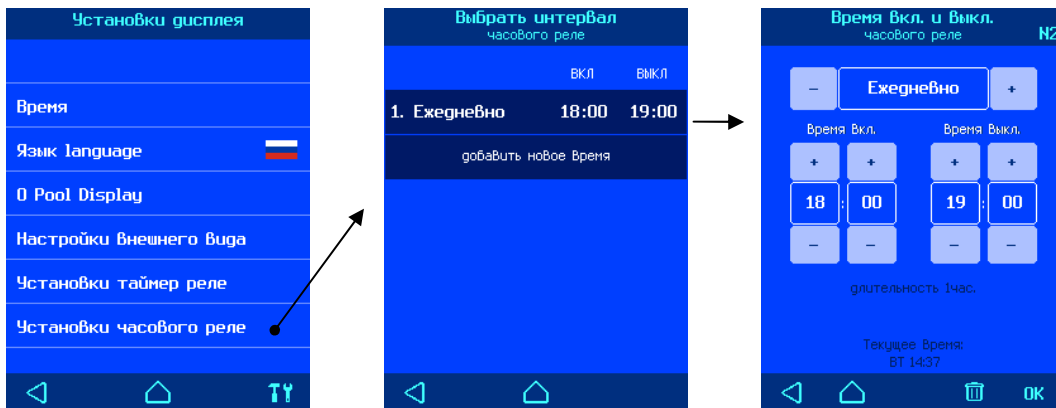 Установки дисплея
Время
Язык language
О Pool Display
Настройки внешнего вида
Установки таймер реле
Установки часового реле
Выбрать интервал
часового реле
ВКЛ ВЫКЛ
1. Ежедневно 18:00 19:00
добавить новое время
Время Вкл. и Выкл.
часового реле N2
– Ежедневно +
Время Вкл. Время Выкл.
+ + + +
18 : 00 19 : 00
– – – –
длительность 1час.
Текущее время:
ВТ 14:37
OK